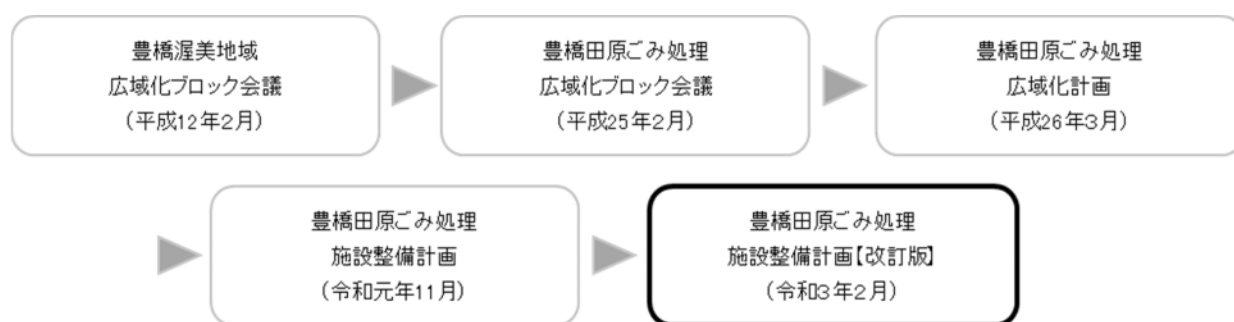 豊橋渥美地域
広域化ブロック会議
（平成12年2月）
豊橋田原ごみ処理
広域化ブロック会議
（平成25年2月）
豊橋田原ごみ処理
広域化計画
（平成26年3月）
豊橋田原ごみ処理
施設整備計画
（令和元年11月）
豊橋田原ごみ処理
施設整備計画【改訂版】
（令和3年2月）